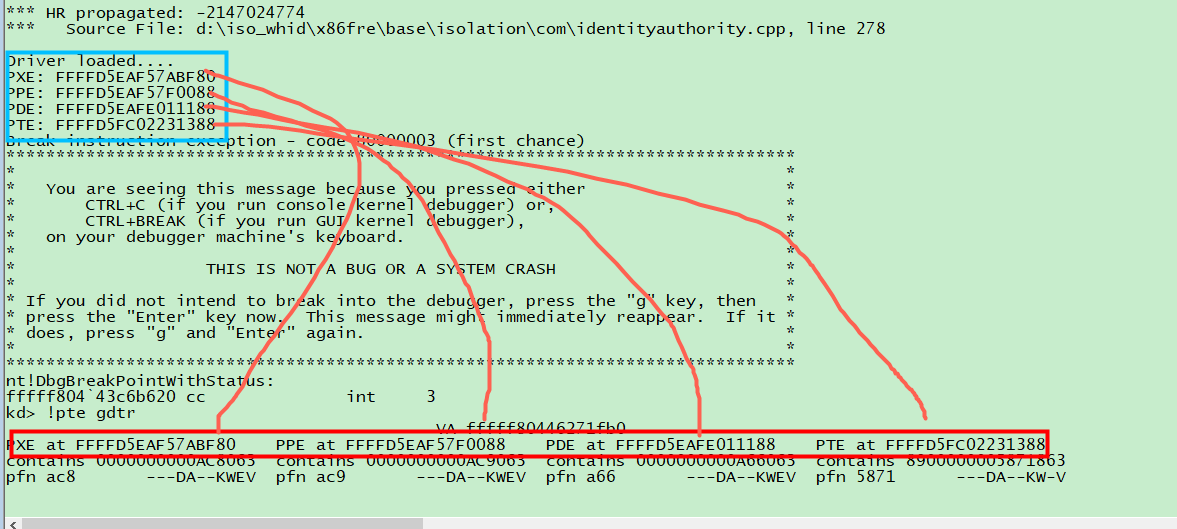 *** HR propagated: -2147024774
***   Source File: d:\iso_whid\x86fre\base\isolation\com\identityauthority.cpp, line 278
Driver loaded....
PXE: FFFFD5EAF57ABF80
PPE: FFFFD5EAF57F0088
PDE: FFFFD5EAFE011188
PTE: FFFFD5FC02231388
Break instruction exception - code 80000003 (first chance)
*******************************************************************************
*                                                                             *
*   You are seeing this message because you pressed either                    *
*       CTRL+C (if you run console kernel debugger) or,                       *
*       CTRL+BREAK (if you run GUI kernel debugger),                          *
*   on your debugger machine's keyboard.                                      *
*                                                                             *
*                   THIS IS NOT A BUG OR A SYSTEM CRASH                       *
*                                                                             *
* If you did not intend to break into the debugger, press the "g" key, then   *
* press the "Enter" key now.  This message might immediately reappear.  If it *
* does, press "g" and "Enter" again.                                          *
*                                                                             *
*******************************************************************************
nt!DbgBreakPointWithStatus:
fffff804`43c6b620 cc              int     3
kd> !pte gdtr
VA fffff80446271fb0
PXE at FFFFD5EAF57ABF80    PPE at FFFFD5EAF57F0088    PDE at FFFFD5EAFE011188    PTE at FFFFD5FC02231388
contains 0000000000AC8063  contains 0000000000AC9063  contains 0000000000A66063  contains 8900000005871863
pfn ac8       ---DA--KWEV  pfn ac9       ---DA--KWEV  pfn a66       ---DA--KWEV  pfn 5871      ---DA--KW-V